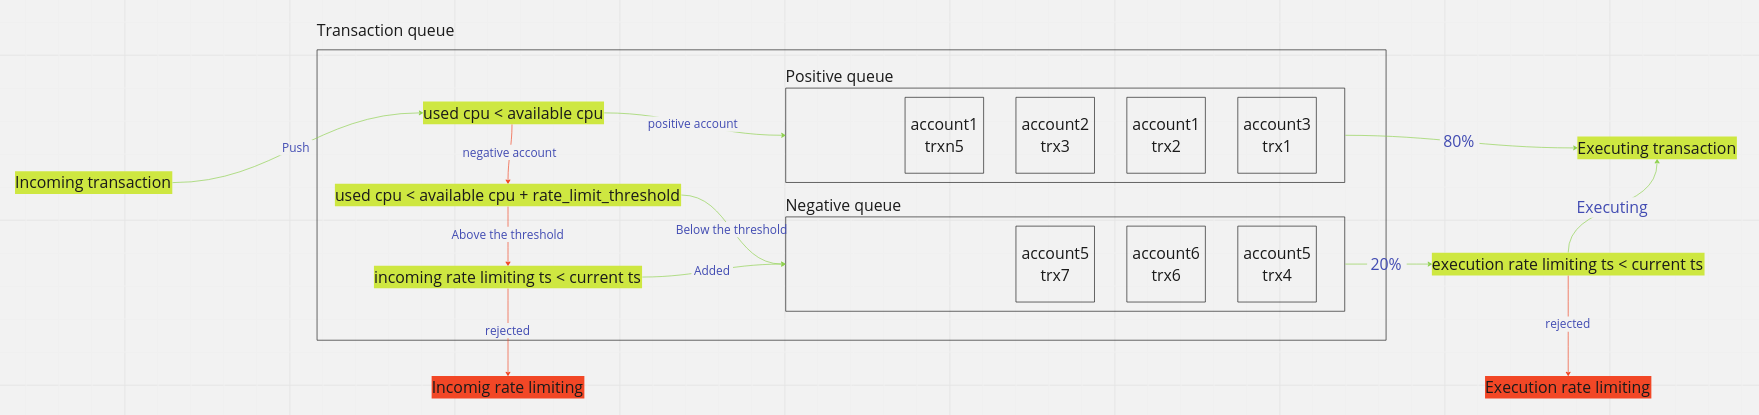 Transaction queue
Positive queue
used cpu < available cpu
positive account
account1
trxn5
account2
trx3
account1
trx2
account3
trx1
80%
Executing transaction
Push
negative account
Incoming transaction
used cpu < available cpu + rate_limit_threshold
Negative queue
Executing
Above the threshold
Below the threshold
account5
trx7
account6
trx6
account5
trx4
20%
execution rate limiting ts < current ts
incoming rate limiting ts < current ts
Added
rejected
rejected
Incomig rate limiting
Execution rate limiting